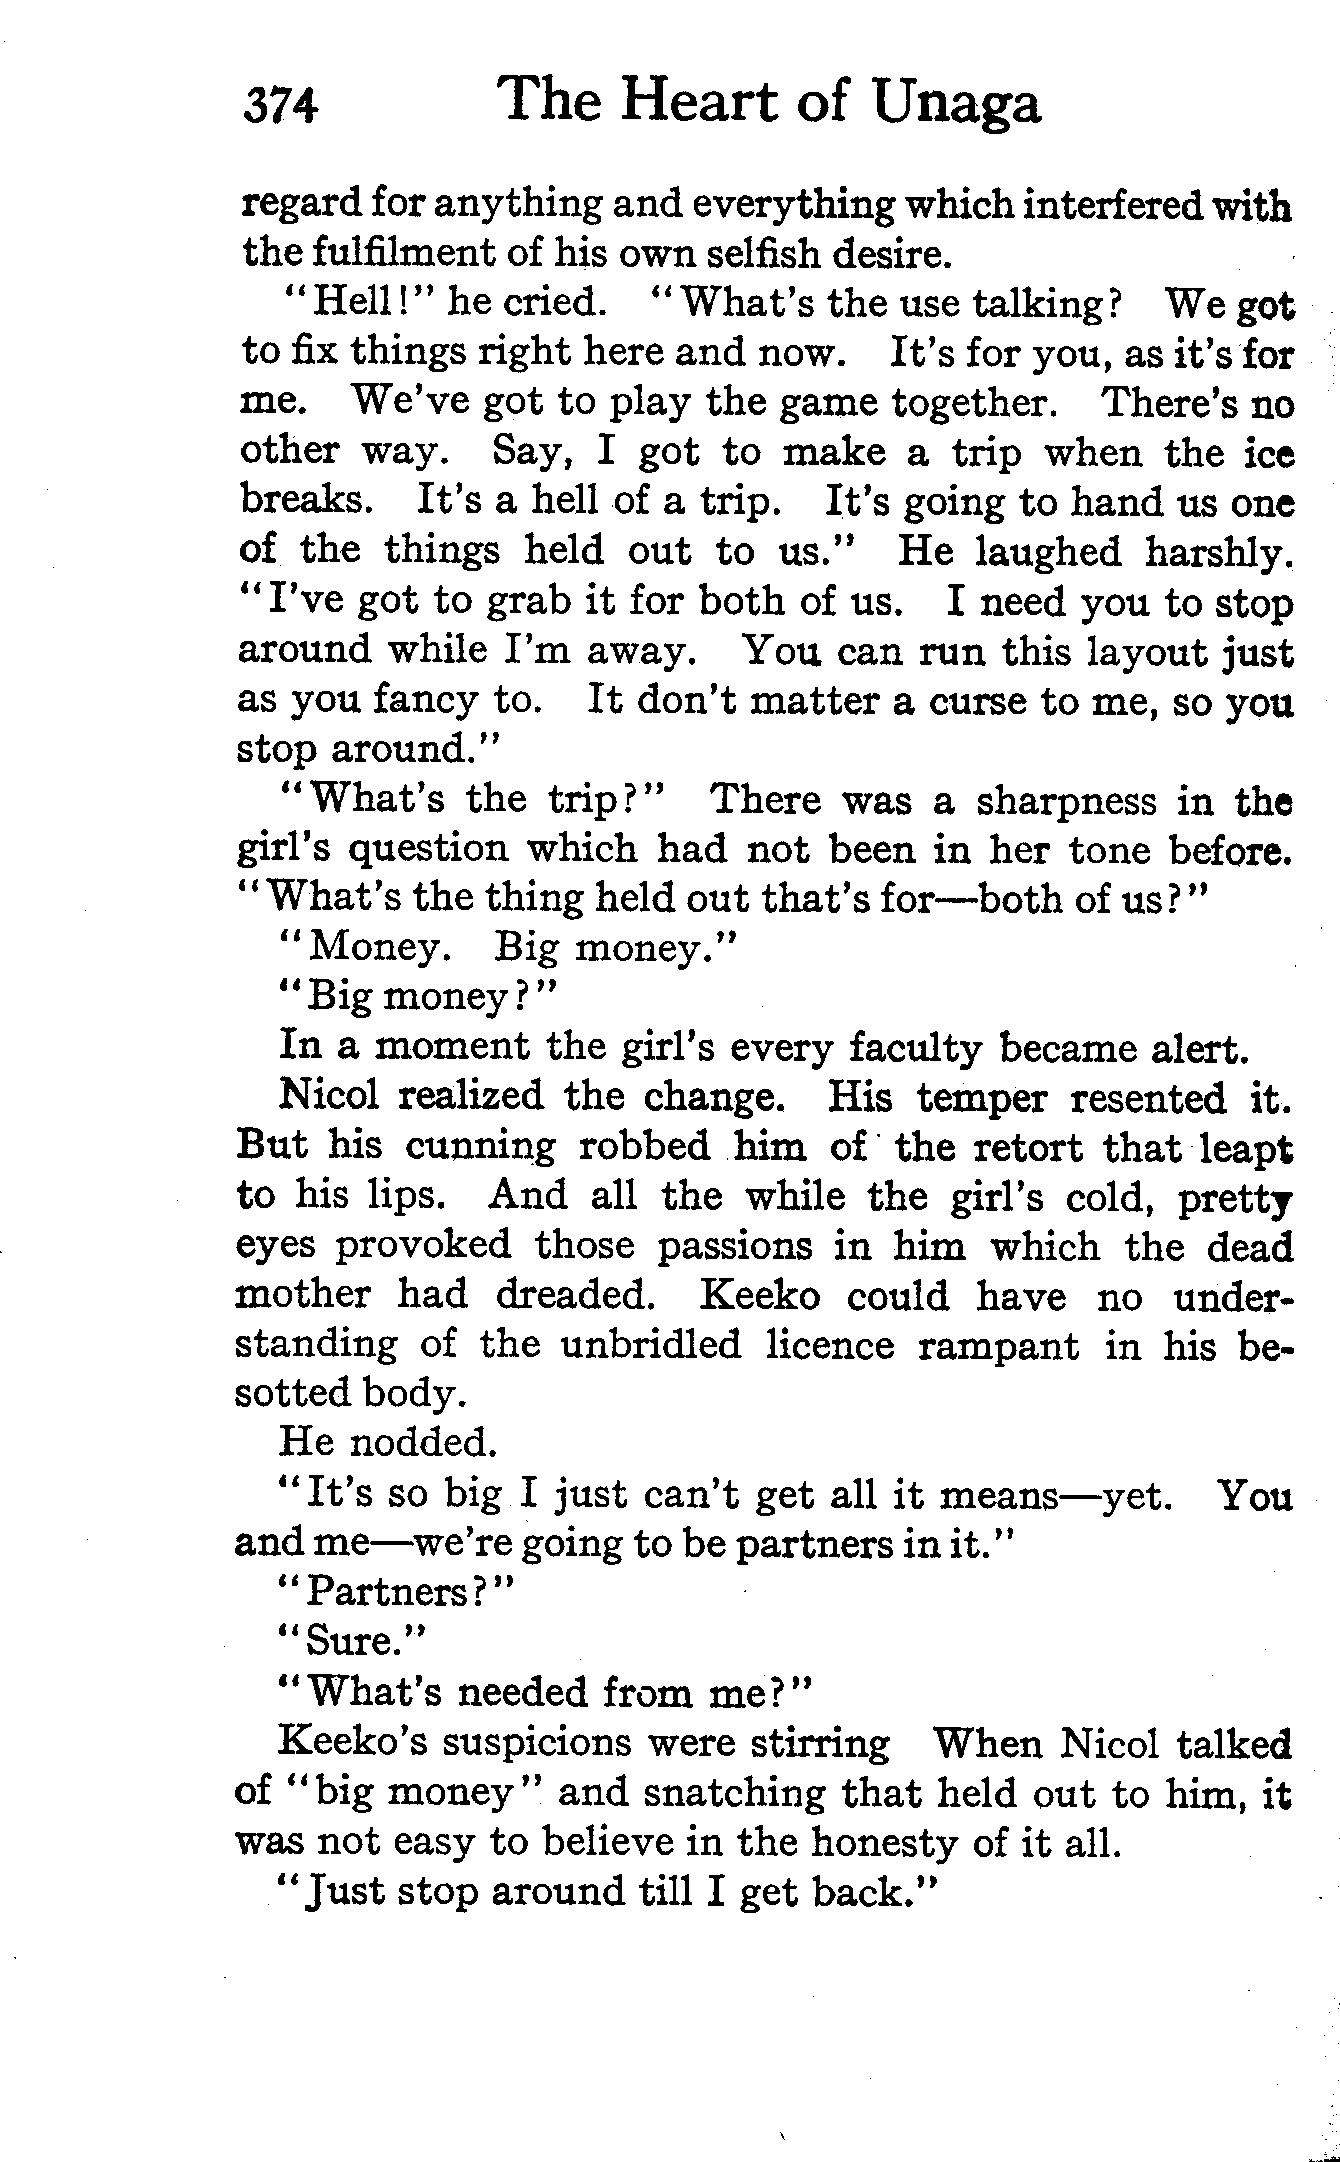 374 The Heart of Unaga
regard for anything and everything which interfered with
the fulfilment of his own selfish desire.
"Hell!" he cried. "What's the use talking? We got
to fix things right here and now. It's for you, as it's for
me. We've got to play the game together. There's no
other way. Say, I got to make a trip when the ice
breaks. It's a hell of a trip. It's going to hand us one
of the things held out to us." He laughed harshly.
"I've got to grab it for both of us. I need you to stop
around while I'm away. You can run this layout just
as you fancy to. It don't matter a curse to me, so you
stop around."
"What's the trip?" There was a sharpness in the
girl's question which had not been in her tone before.
"What's the thing held out that's for—both of us?"
"Money. Big money."
"Big money?"
In a moment the girl's every faculty became alert.
Nicol realized the change. His temper resented it.
But his cunning robbed him of the retort that leapt
to his lips. And all the while the girl's cold, pretty
eyes provoked those passions in him which the dead
mother had dreaded. Keeko could have no under-
standing of the unbridled licence rampant in his be-
sotted body.
He nodded.
"It's so big I just can't get all it means—yet. You
and me—we're going to be partners in it."
"Partners?"
"Sure."
"What's needed from me?"
Keeko's suspicions were stirring When Nicol talked
of "big money" and snatching that held out to him, it
was not easy to believe in the honesty of it all.
"Just stop around till I get back."